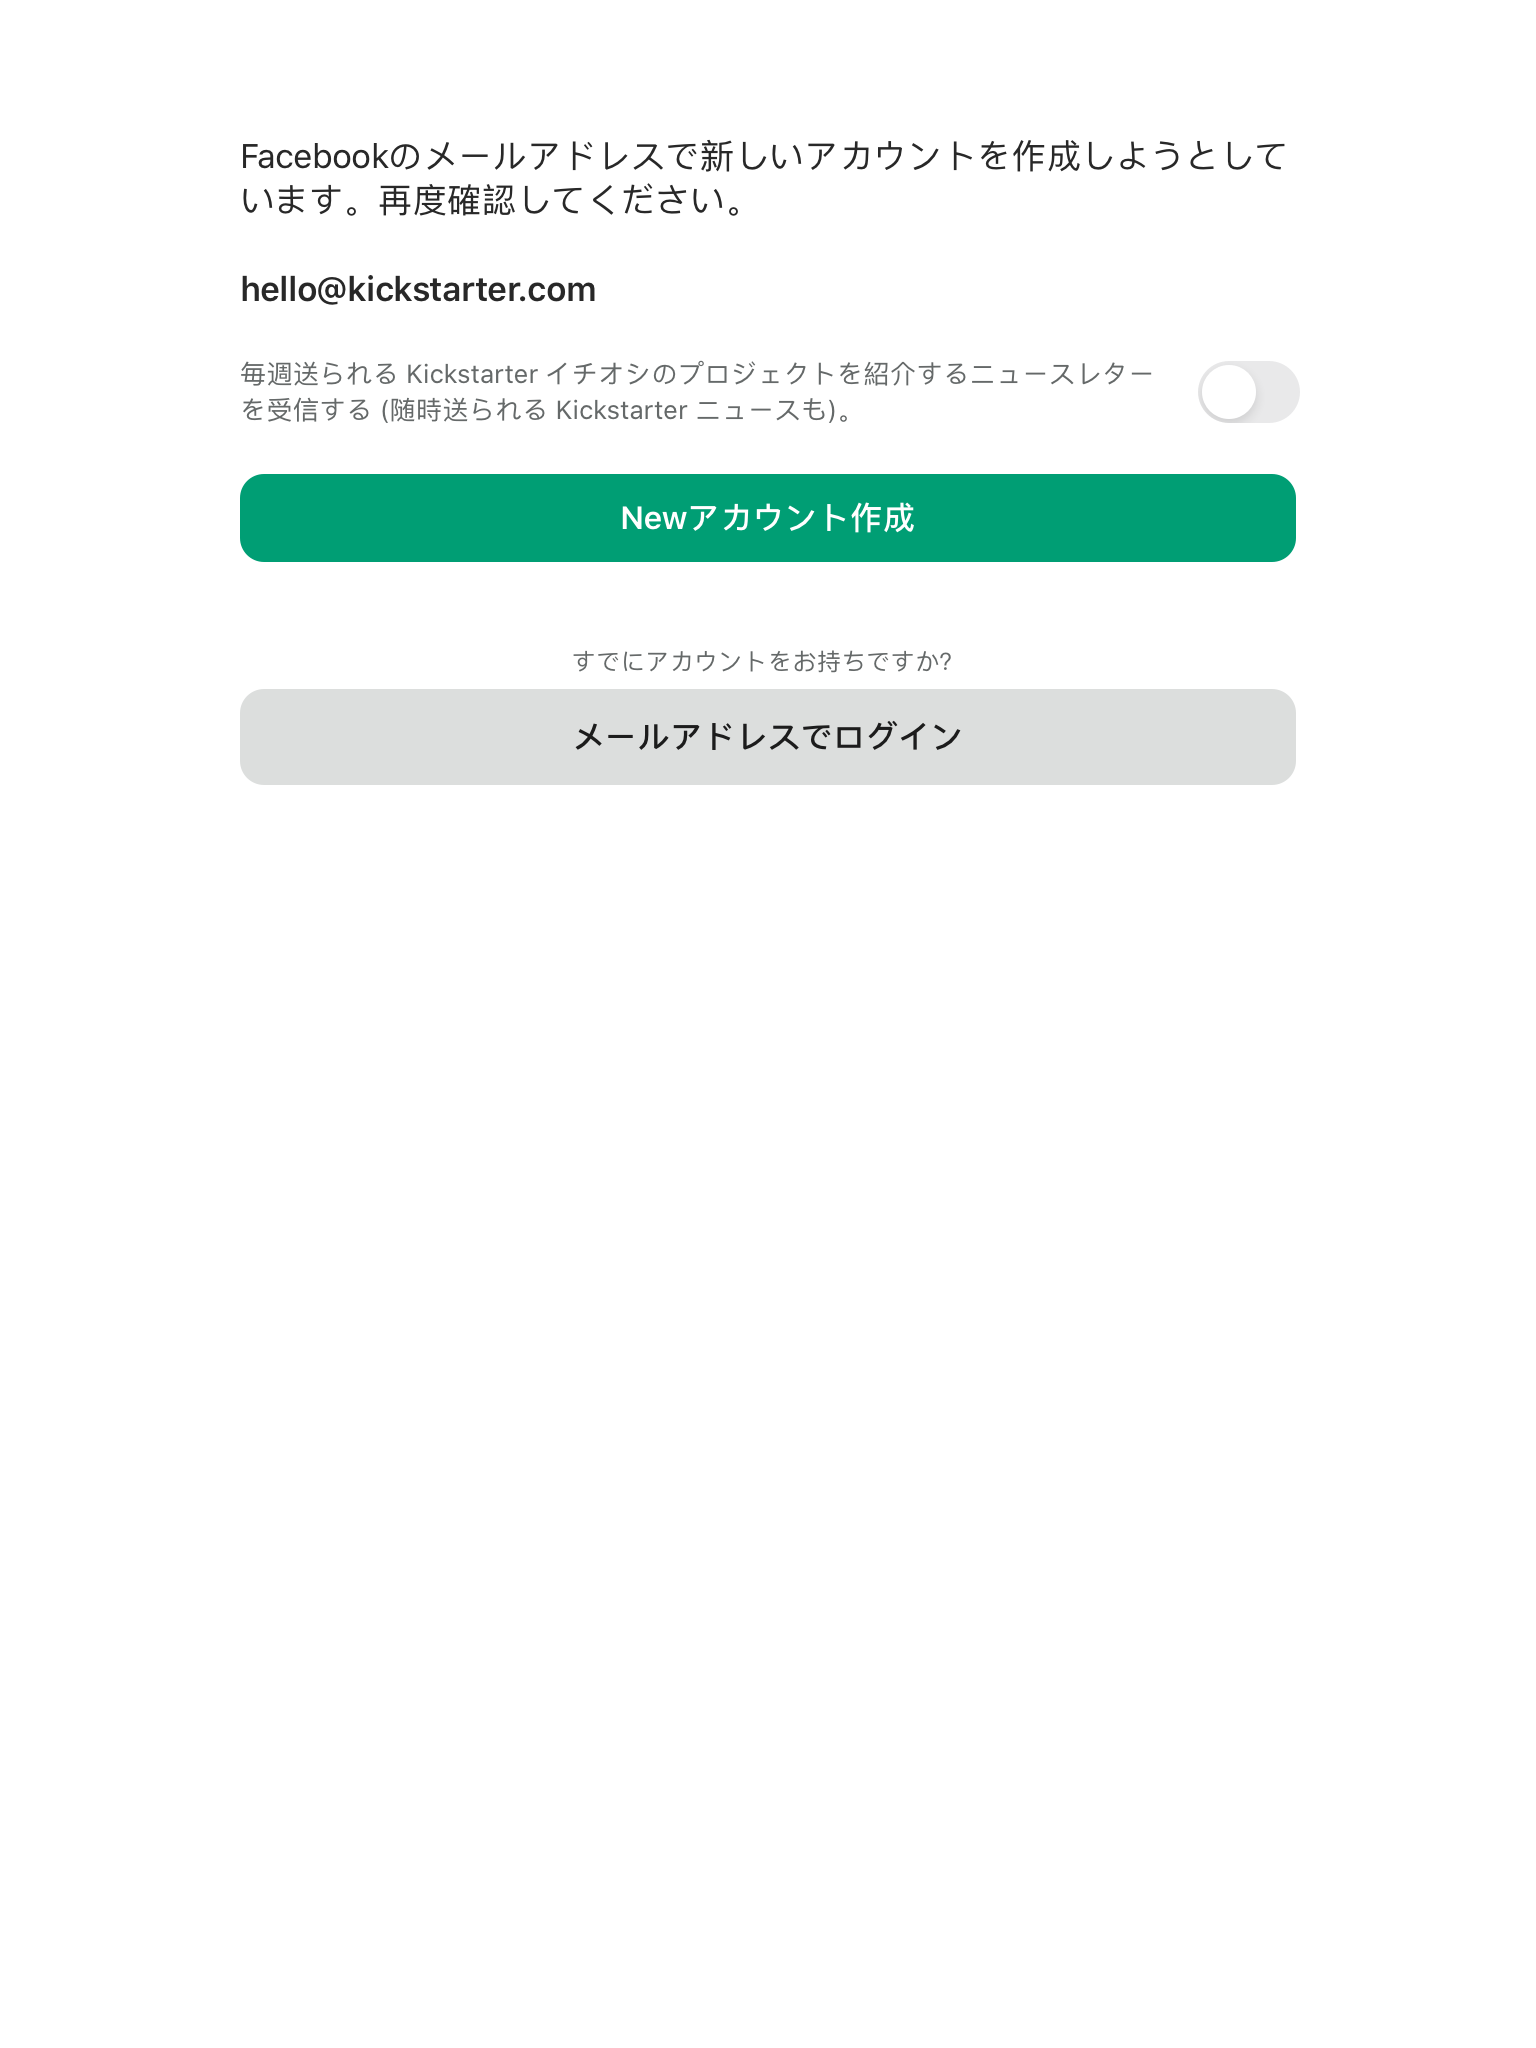 Facebookのメールアドレスで新しいアカウントを作成しようとして
います。再度確認してください。
hello@kickstarter.com
毎週送られる Kickstarter イチオシのプロジェクトを紹介するニュースレター
を受信する (随時送られる Kickstarter ニュースも)。
Newアカウント作成
すでにアカウントをお持ちですか?
メールアドレスでログイン